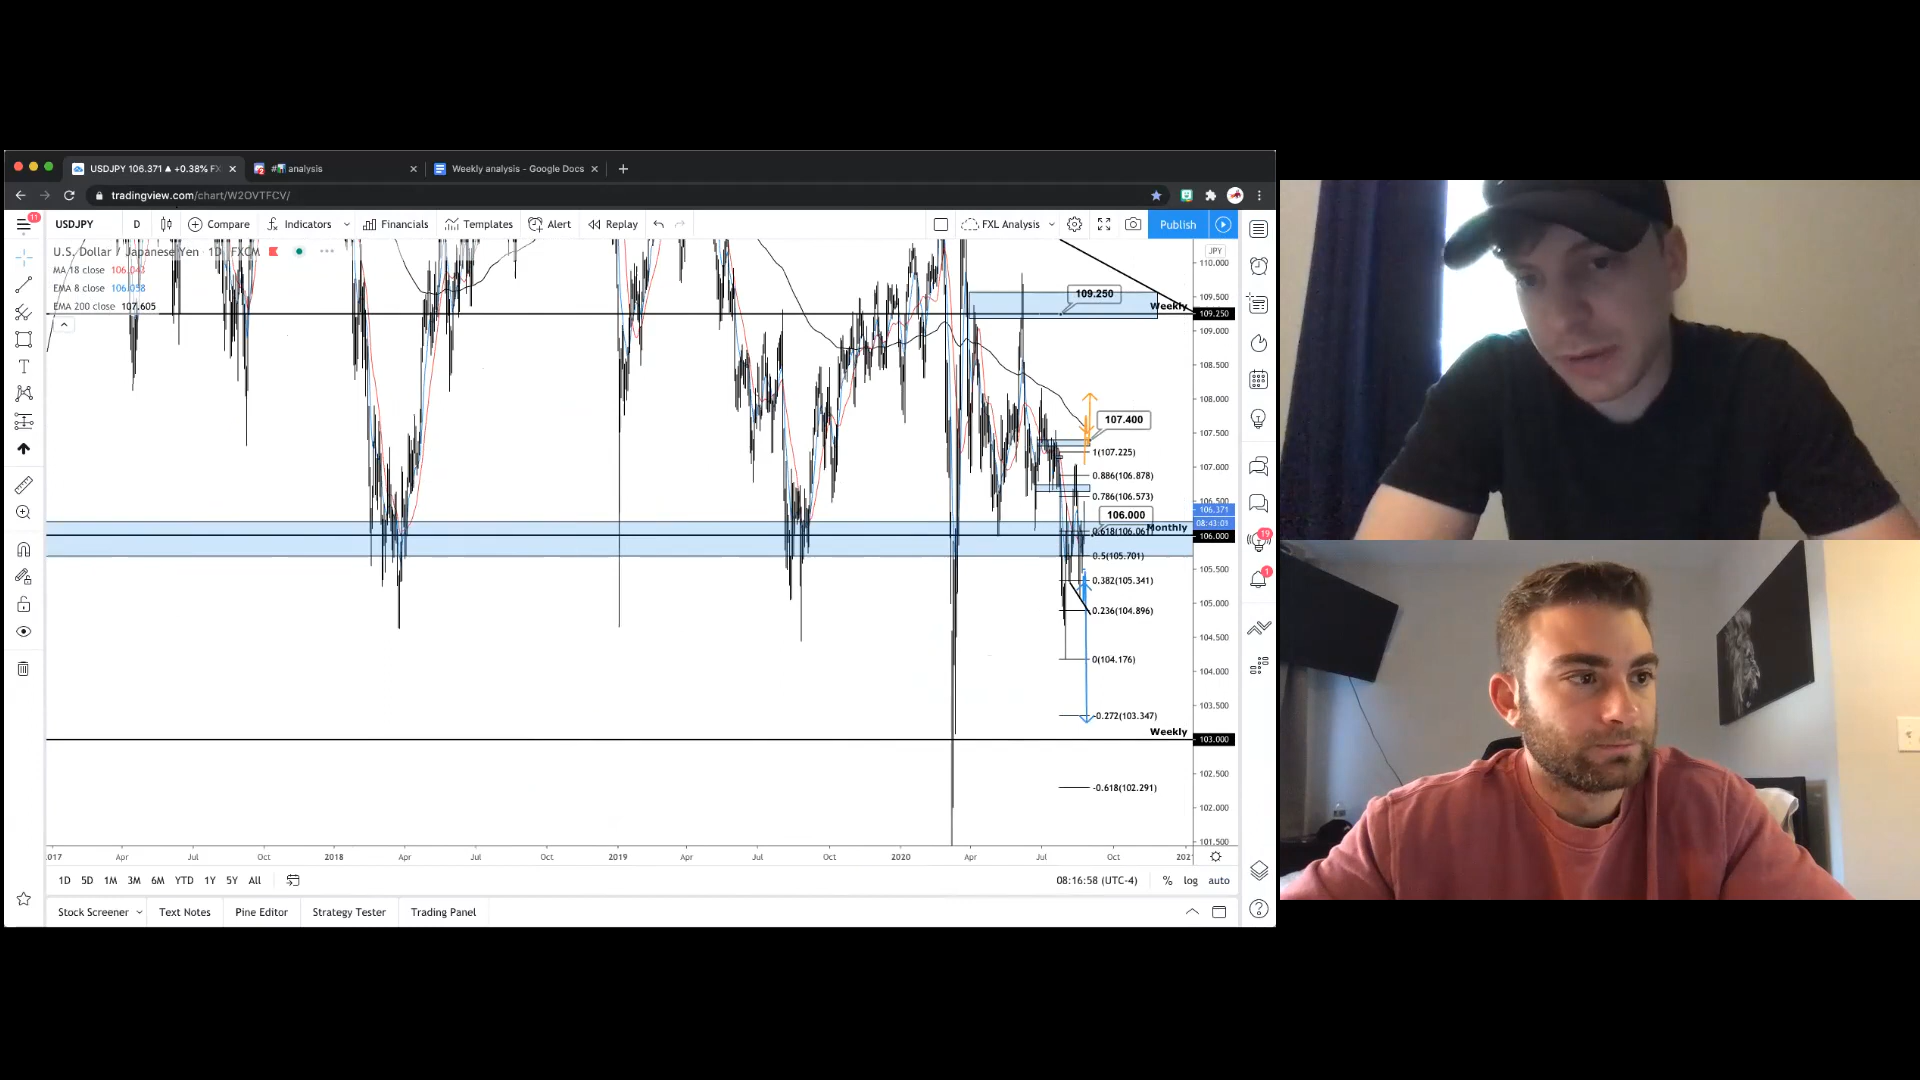 USDJPY 106.371 ▲ +0.38% FX
# analysis
Weekly analysis - Google Docs
tradingview.com/chart/W2OVTFCV/
11
USDJPY
D
Compare
Indicators
Financials
Templates
Alert
Replay
FXL Analysis
Publish
U.S. Dollar / Japanese Yen · 1D · FXCM
MA 18 close 106.043
EMA 8 close 106.058
EMA 200 close 107.605
JPY
110.000
109.500
109.250
109.000
108.500
108.000
107.500
107.000
106.500
106.371
08:43:01
106.000
105.500
105.000
104.500
104.000
103.500
103.000
102.500
102.000
101.500
109.250
Weekly
107.400
1(107.225)
0.886(106.878)
0.786(106.573)
106.000
Monthly
0.618(106.061)
0.5(105.701)
0.382(105.341)
0.236(104.896)
0(104.176)
-0.272(103.347)
Weekly
-0.618(102.291)
19
1
2017
Apr
Jul
Oct
2018
Apr
Jul
Oct
2019
Apr
Jul
Oct
2020
Apr
Jul
Oct
202
1D 5D 1M 3M 6M YTD 1Y 5Y All
08:16:58 (UTC-4)
% log auto
Stock Screener
Text Notes
Pine Editor
Strategy Tester
Trading Panel